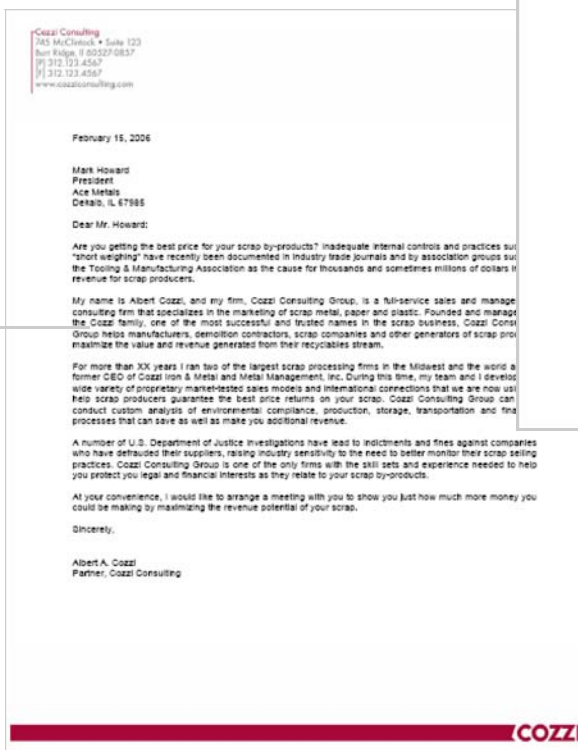 Cozzi Consulting
745 McClintock • Suite 123
Burr Ridge, Il 60527-0857
[P] 312.123.4567
[F] 312.123.4567
www.cozziconsulting.com
February 15, 2006
Mark Howard
President
Ace Metals
Dekalb, IL 67985
Dear Mr. Howard:
Are you getting the best price for your scrap by-products? Inadequate internal controls and practices suc
"short weighing" have recently been documented in industry trade journals and by association groups suc
the Tooling & Manufacturing Association as the cause for thousands and sometimes millions of dollars i
revenue for scrap producers.
My name is Albert Cozzi, and my firm, Cozzi Consulting Group, is a full-service sales and manage
consulting firm that specializes in the marketing of scrap metal, paper and plastic. Founded and manage
the Cozzi family, one of the most successful and trusted names in the scrap business, Cozzi Cons
Group helps manufacturers, demolition contractors, scrap companies and other generators of scrap pro
maximize the value and revenue generated from their recyclables stream.
For more than XX years I ran two of the largest scrap processing firms in the Midwest and the world a
former CEO of Cozzi Iron & Metal and Metal Management, Inc. During this time, my team and I develop
wide variety of proprietary market-tested sales models and international connections that we are now usi
help scrap producers guarantee the best price returns on your scrap. Cozzi Consulting Group can
conduct custom analysis of environmental compliance, production, storage, transportation and fina
processes that can save as well as make you additional revenue.
A number of U.S. Department of Justice investigations have lead to indictments and fines against companies
who have defrauded their suppliers, raising industry sensitivity to the need to better monitor their scrap selling
practices. Cozzi Consulting Group is one of the only firms with the skill sets and experience needed to help
you protect you legal and financial interests as they relate to your scrap by-products.
At your convenience, I would like to arrange a meeting with you to show you just how much more money you
could be making by maximizing the revenue potential of your scrap.
Sincerely,
Albert A. Cozzi
Partner, Cozzi Consulting
COZZI